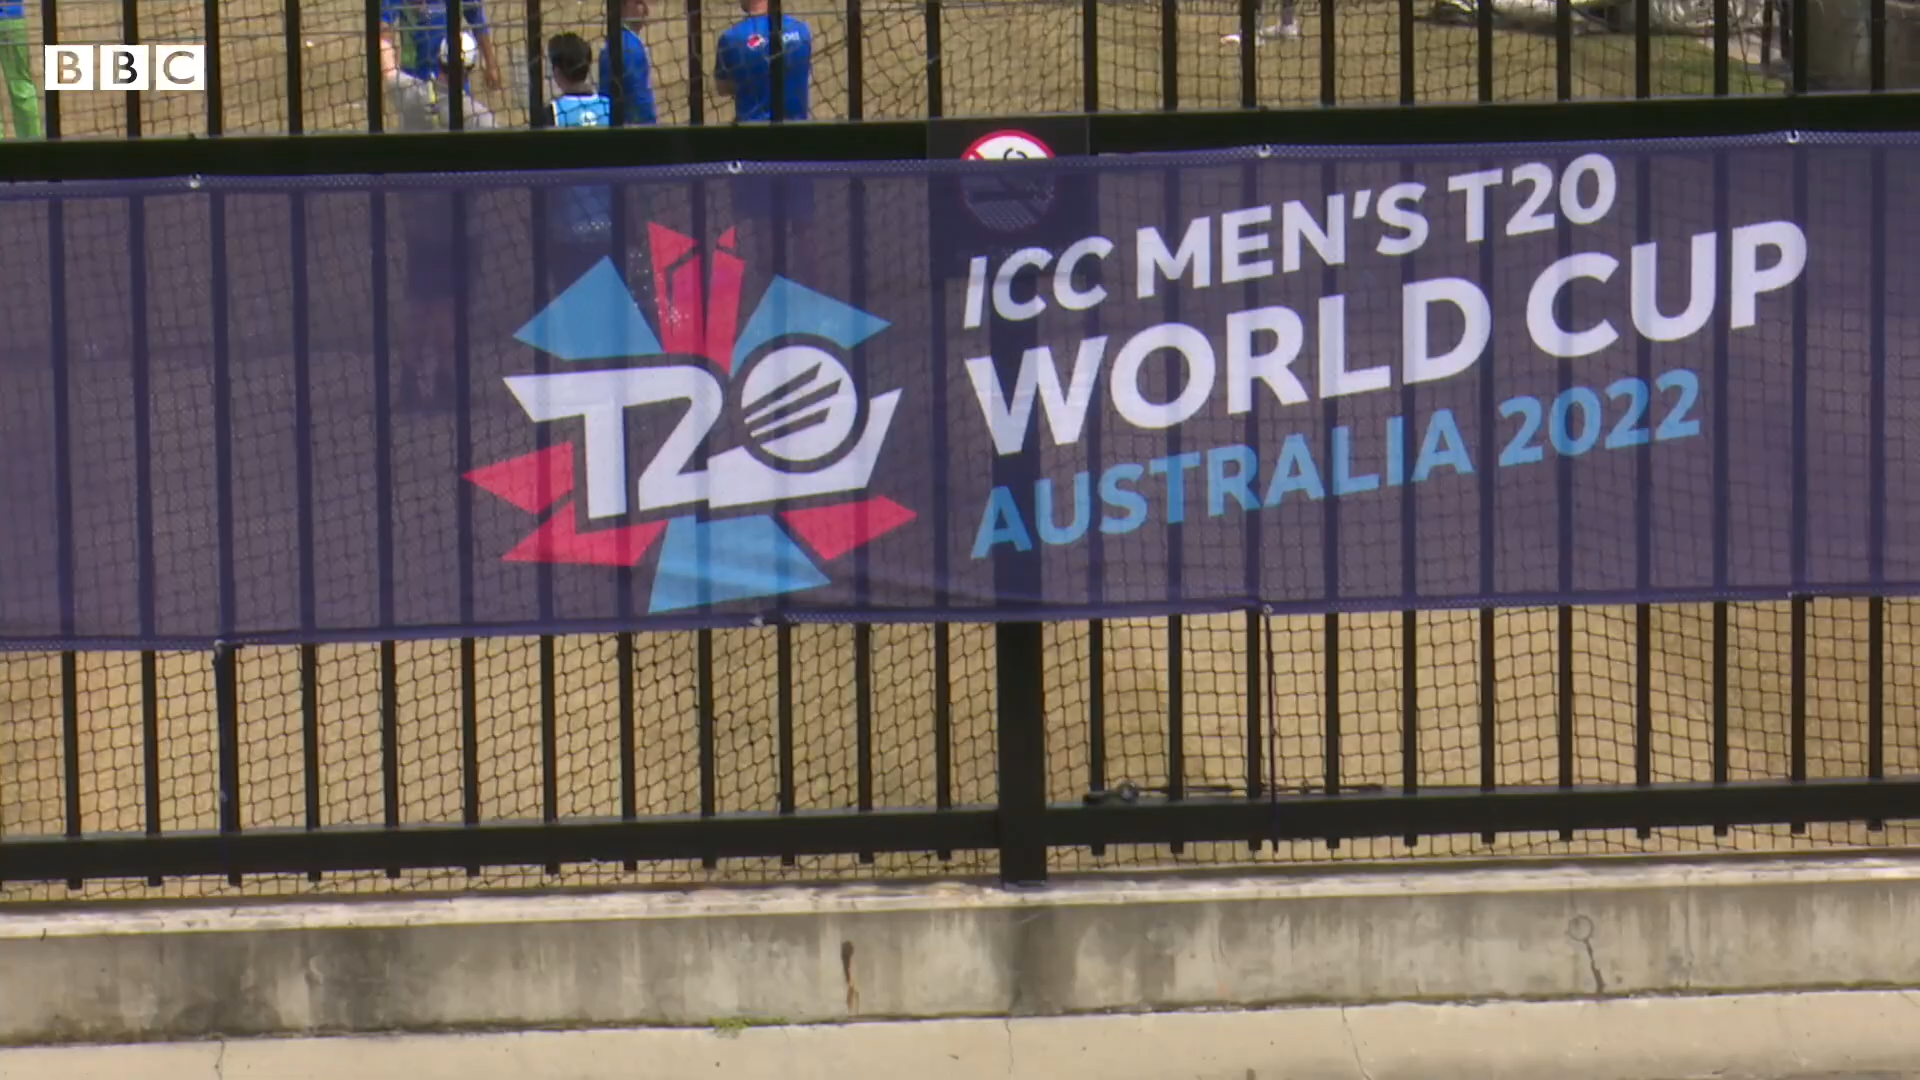 BBC
ICC MEN'S T20
WORLD CUP
AUSTRALIA 2022
T20